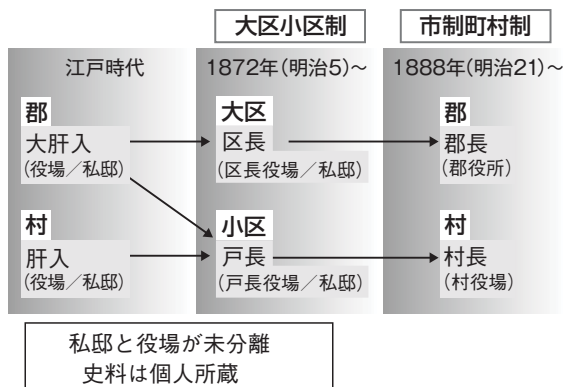 大区小区制
市制町村制
江戸時代
1872年(明治5)～
1888年(明治21)～
郡
大肝入
(役場／私邸)
大区
区長
(区長役場／私邸)
郡
郡長
(郡役所)
村
肝入
(役場／私邸)
小区
戸長
(戸長役場／私邸)
村
村長
(村役場)
私邸と役場が未分離
史料は個人所蔵